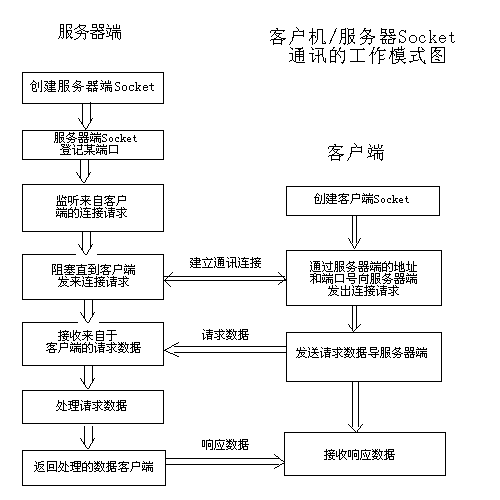 服务器端
客户机/服务器Socket
通讯的工作模式图
创建服务器端Socket
服务器端Socket
登记某端口
监听来自客户
端的连接请求
阻塞直到客户端
发来连接请求
接收来自于
客户端的请求数据
处理请求数据
返回处理的数据客户端
客户端
创建客户端Socket
通过服务器端的地址
和端口号向服务器端
发出连接请求
发送请求数据导服务器端
接收响应数据
建立通讯连接
请求数据
响应数据